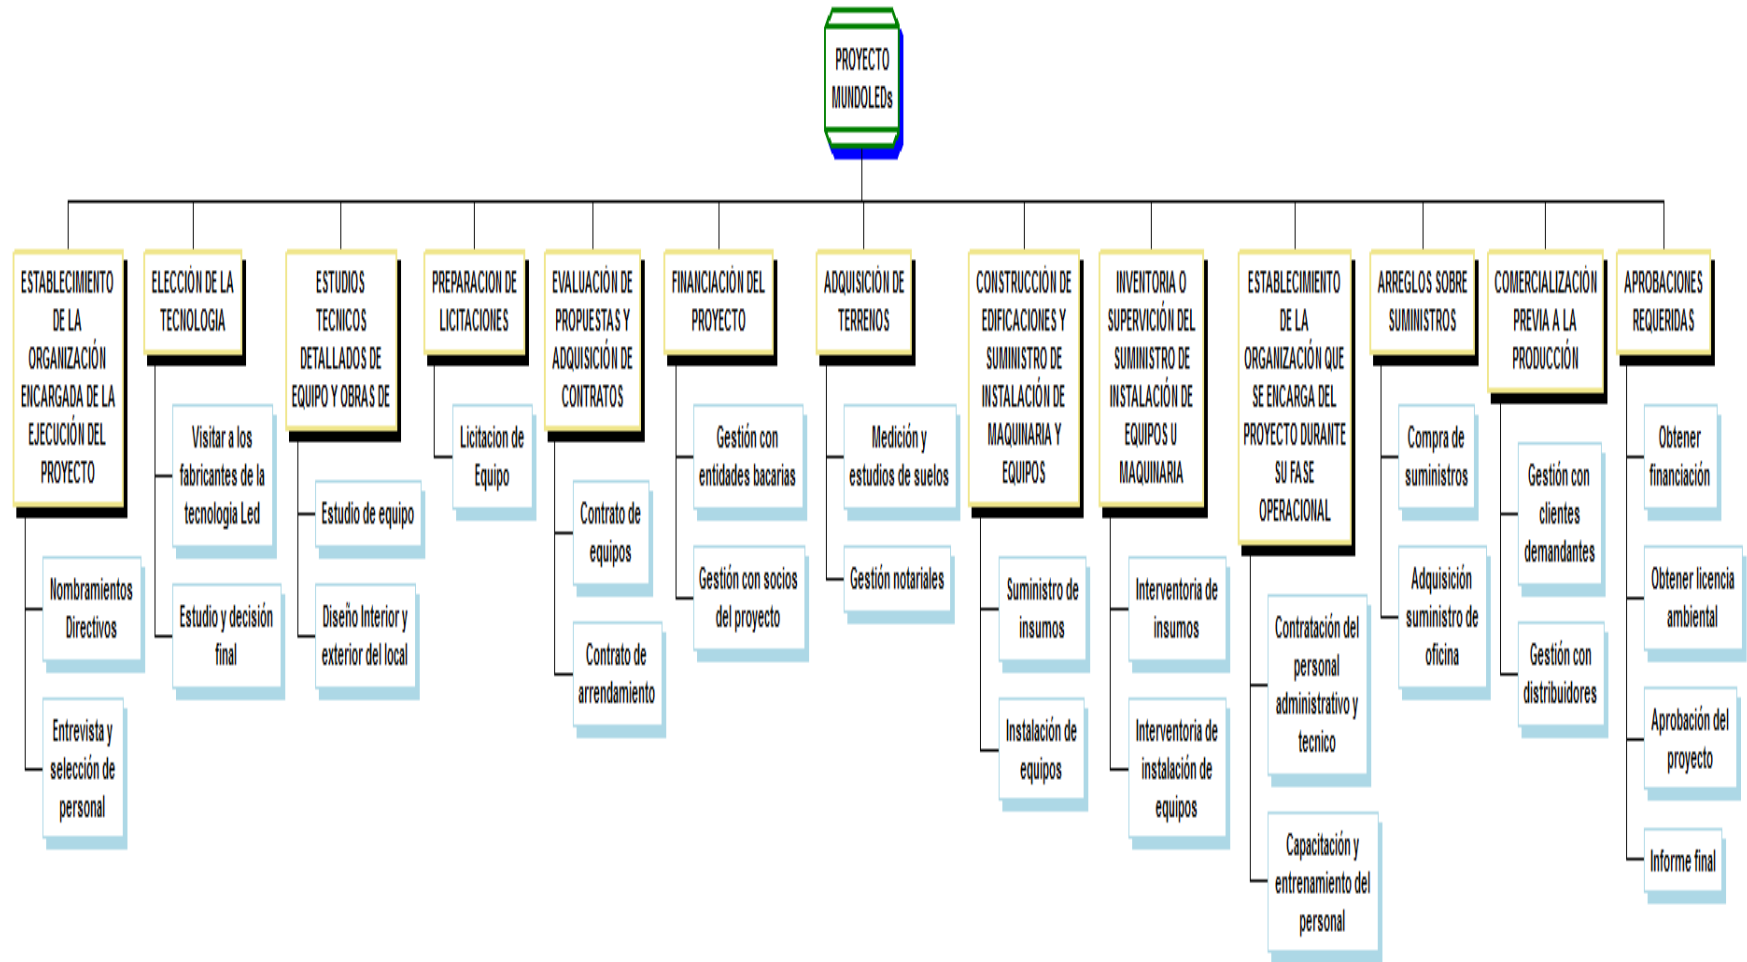 PROYECTO
MUNDOLEDs
ESTABLECIMIENTO
DE LA
ORGANIZACIÓN
ENCARGADA DE LA
EJECUCIÓN DEL
PROYECTO
Nombramientos
Directivos
Entrevista y
selección de
personal
ELECCIÓN DE LA
TECNOLOGIA
Visitar a los
fabricantes de la
tecnologia Led
Estudio y decisión
final
ESTUDIOS
TECNICOS
DETALLADOS DE
EQUIPO Y OBRAS DE
Estudio de equipo
Diseño Interior y
exterior del local
PREPARACION DE
LICITACIONES
Licitacion de
Equipo
EVALUACIÓN DE
PROPUESTAS Y
ADQUISICIÓN DE
CONTRATOS
Contrato de
equipos
Contrato de
arrendamiento
FINANCIACIÓN DEL
PROYECTO
Gestión con
entidades bacarias
Gestión con socios
del proyecto
ADQUISICIÓN DE
TERRENOS
Medición y
estudios de suelos
Gestión notariales
CONSTRUCCIÓN DE
EDIFICACIONES Y
SUMINISTRO DE
INSTALACIÓN DE
MAQUINARIA Y
EQUIPOS
Suministro de
insumos
Instalación de
equipos
INVENTORIA O
SUPERVICIÓN DEL
SUMINISTRO DE
INSTALACIÓN DE
EQUIPOS U
MAQUINARIA
Interventoria de
insumos
Interventoria de
instalación de
equipos
ESTABLECIMIENTO
DE LA
ORGANIZACIÓN QUE
SE ENCARGA DEL
PROYECTO DURANTE
SU FASE
OPERACIONAL
Contratación del
personal
administrativo y
tecnico
Capacitación y
entrenamiento del
personal
ARREGLOS SOBRE
SUMINISTROS
Compra de
suministros
Adquisición
suministro de
oficina
COMERCIALIZACIÓN
PREVIA A LA
PRODUCCIÓN
Gestión con
clientes
demandantes
Gestión con
distribuidores
APROBACIONES
REQUERIDAS
Obtener
financiación
Obtener licencia
ambiental
Aprobación del
proyecto
Informe final